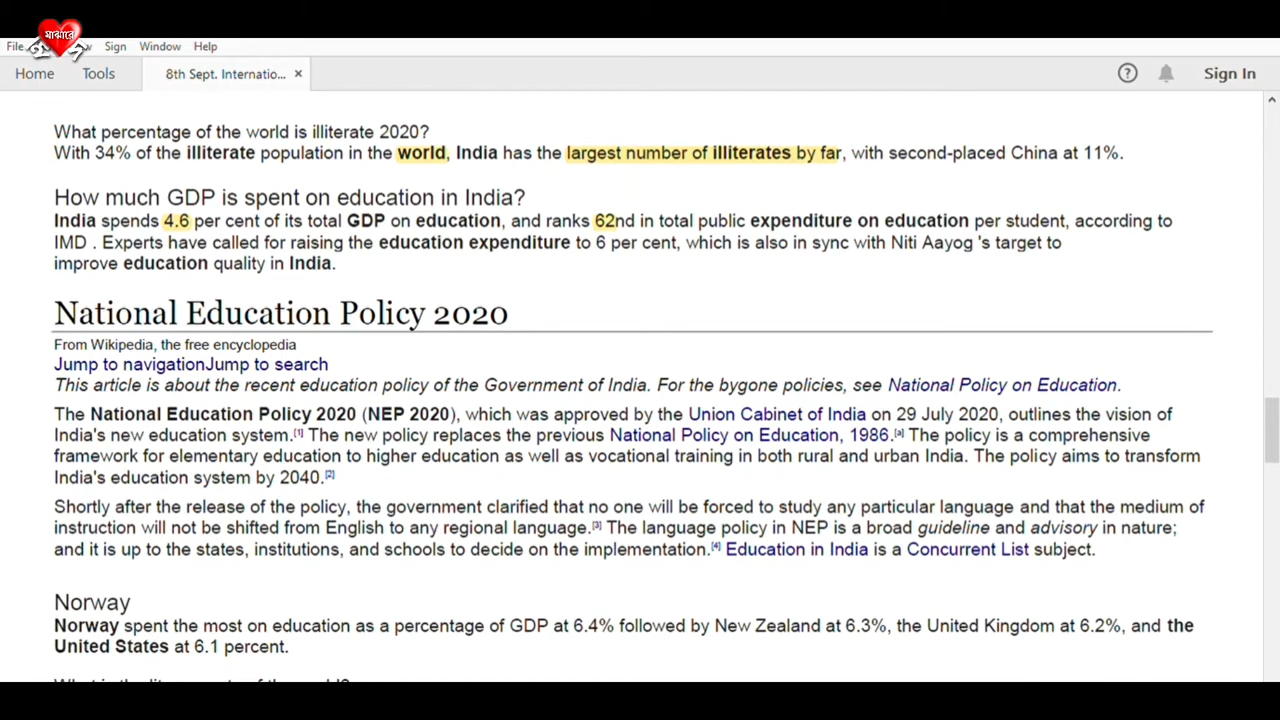 মাঝারে
File
Sign
Window
Help
Home
Tools
8th Sept. Internatio... ×
?
Sign In
What percentage of the world is illiterate 2020?
With 34% of the illiterate population in the world, India has the largest number of illiterates by far, with second-placed China at 11%.
How much GDP is spent on education in India?
India spends 4.6 per cent of its total GDP on education, and ranks 62nd in total public expenditure on education per student, according to
IMD . Experts have called for raising the education expenditure to 6 per cent, which is also in sync with Niti Aayog 's target to
improve education quality in India.
National Education Policy 2020
From Wikipedia, the free encyclopedia
Jump to navigationJump to search
This article is about the recent education policy of the Government of India. For the bygone policies, see National Policy on Education.
The National Education Policy 2020 (NEP 2020), which was approved by the Union Cabinet of India on 29 July 2020, outlines the vision of
India's new education system.[1] The new policy replaces the previous National Policy on Education, 1986.[a] The policy is a comprehensive
framework for elementary education to higher education as well as vocational training in both rural and urban India. The policy aims to transform
India's education system by 2040.[2]
Shortly after the release of the policy, the government clarified that no one will be forced to study any particular language and that the medium of
instruction will not be shifted from English to any regional language.[3] The language policy in NEP is a broad guideline and advisory in nature;
and it is up to the states, institutions, and schools to decide on the implementation.[4] Education in India is a Concurrent List subject.
Norway
Norway spent the most on education as a percentage of GDP at 6.4% followed by New Zealand at 6.3%, the United Kingdom at 6.2%, and the
United States at 6.1 percent.